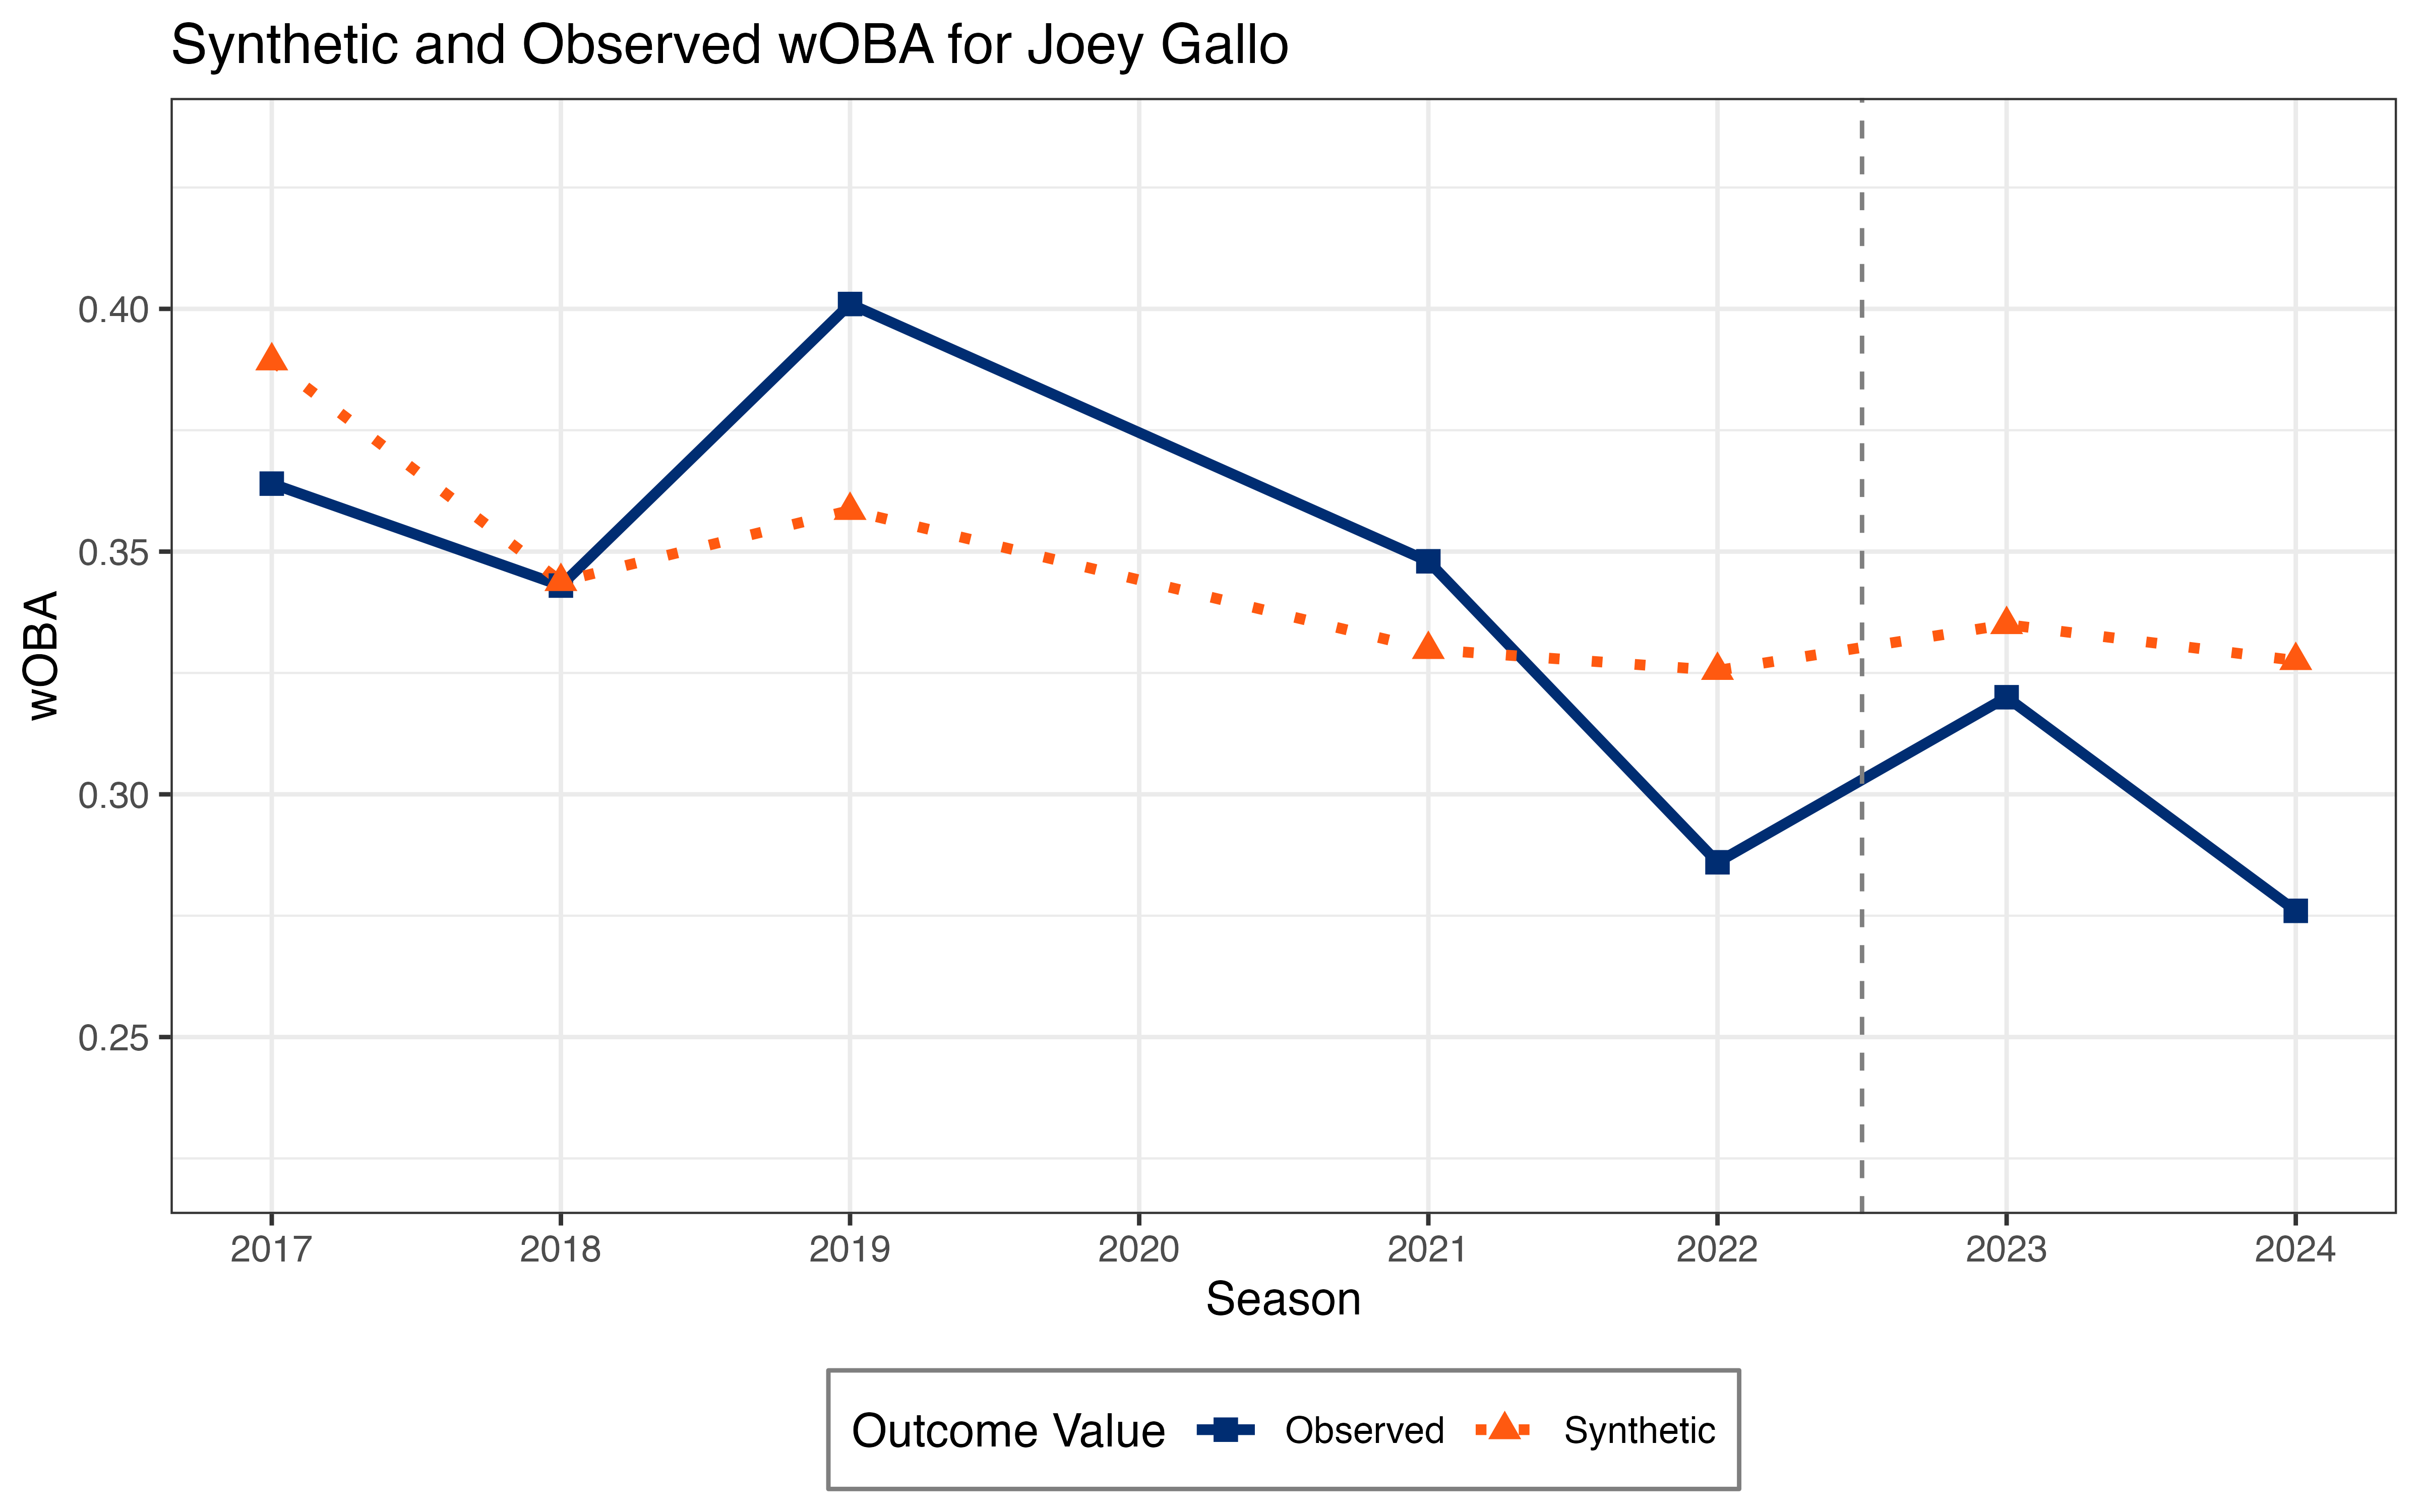 Synthetic and Observed wOBA for Joey Gallo
wOBA
0.40
0.35
0.30
0.25
2017 2018 2019 2020 2021 2022 2023 2024
Season
Outcome Value Observed Synthetic